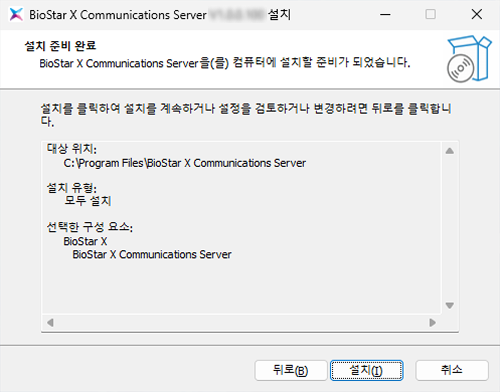 BioStar X Communications Server 설치
설치 준비 완료
BioStar X Communications Server을(를) 컴퓨터에 설치할 준비가 되었습니다.
설치를 클릭하여 설치를 계속하거나 설정을 검토하거나 변경하려면 뒤로를 클릭합니
다.
대상 위치:
C:\Program Files\BioStar X Communications Server
설치 유형:
모두 설치
선택한 구성 요소:
BioStar X
BioStar X Communications Server
뒤로(B) 설치(I) 취소